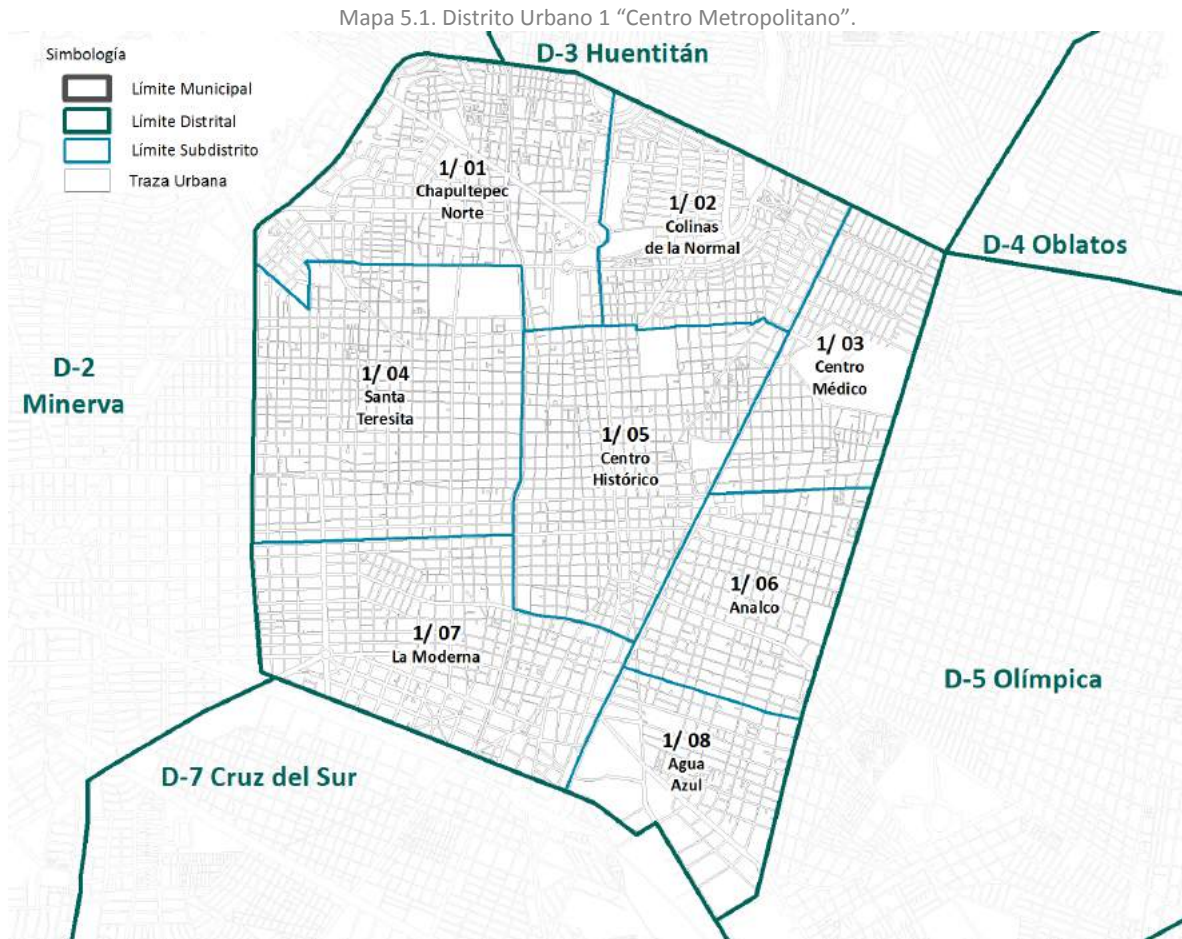 Mapa 5.1. Distrito Urbano 1 “Centro Metropolitano”.
Simbología
Límite Municipal
Límite Distrital
Límite Subdistrito
Traza Urbana
D-3 Huentitán
1/ 01
Chapultepec
Norte
1/ 02
Colinas
de la Normal
D-4 Oblatos
1/ 03
Centro
Médico
D-2
Minerva
1/ 04
Santa
Teresita
1/ 05
Centro
Histórico
1/ 06
Analco
1/ 07
La Moderna
D-5 Olímpica
1/ 08
Agua
Azul
D-7 Cruz del Sur